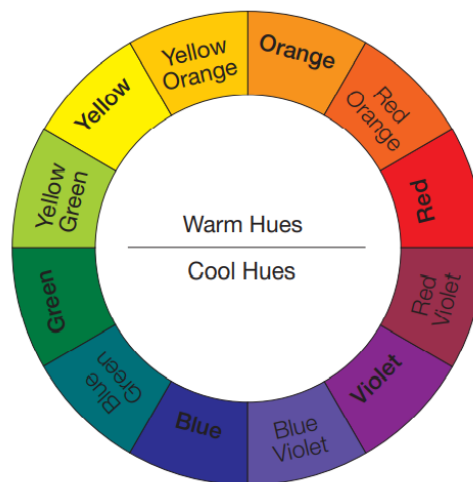 Yellow
Orange
Orange
Red
Orange
Red
Red
Violet
Violet
Blue
Violet
Blue
Blue
Green
Green
Yellow
Green
Yellow
Warm Hues
Cool Hues